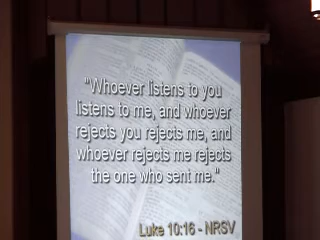 "Whoever listens to you
listens to me, and whoever
rejects you rejects me, and
whoever rejects me rejects
the one who sent me."
Luke 10:16 - NRSV